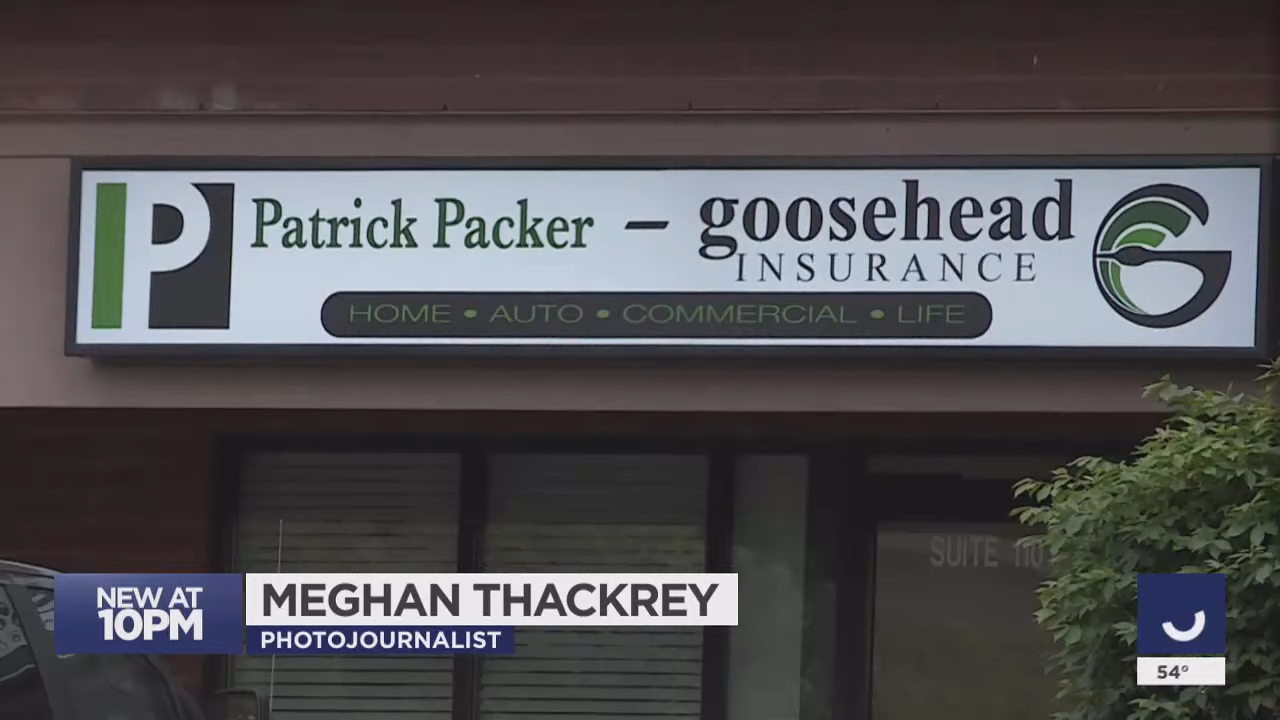 Patrick Packer – goosehead
INSURANCE
HOME • AUTO • COMMERCIAL • LIFE
SUITE 110
NEW AT
10PM
MEGHAN THACKREY
PHOTOJOURNALIST
54°